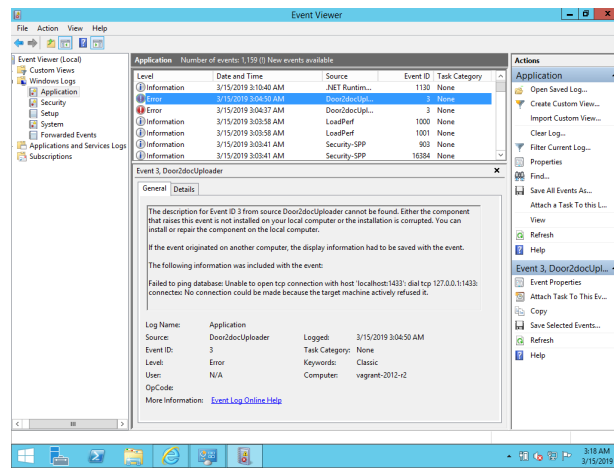 Event Viewer
File Action View Help
Event Viewer (Local)
Custom Views
Windows Logs
Application
Security
Setup
System
Forwarded Events
Applications and Services Logs
Subscriptions
Application Number of events: 1,159 (!) New events available
Level Date and Time Source Event ID Task Category
Information 3/15/2019 3:10:40 AM .NET Runtim... 1130 None
Error 3/15/2019 3:04:50 AM Door2docUpl... 3 None
Error 3/15/2019 3:04:37 AM Door2docUpl... 3 None
Information 3/15/2019 3:03:58 AM LoadPerf 1000 None
Information 3/15/2019 3:03:58 AM LoadPerf 1001 None
Information 3/15/2019 3:03:41 AM Security-SPP 903 None
Information 3/15/2019 3:03:41 AM Security-SPP 16384 None
Event 3, Door2docUploader
General Details
The description for Event ID 3 from source Door2docUploader cannot be found. Either the component
that raises this event is not installed on your local computer or the installation is corrupted. You can
install or repair the component on the local computer.
If the event originated on another computer, the display information had to be saved with the event.
The following information was included with the event:
Failed to ping database: Unable to open tcp connection with host 'localhost:1433': dial tcp 127.0.0.1:1433:
connectex: No connection could be made because the target machine actively refused it.
Log Name: Application
Source: Door2docUploader Logged: 3/15/2019 3:04:50 AM
Event ID: 3 Task Category: None
Level: Error Keywords: Classic
User: N/A Computer: vagrant-2012-r2
OpCode:
More Information: Event Log Online Help
Actions
Application
Open Saved Log...
Create Custom View...
Import Custom View...
Clear Log...
Filter Current Log...
Properties
Find...
Save All Events As...
Attach a Task To this L...
View
Refresh
Help
Event 3, Door2docUpl...
Event Properties
Attach Task To This Ev...
Copy
Save Selected Events...
Refresh
Help
3:18 AM
3/15/2019